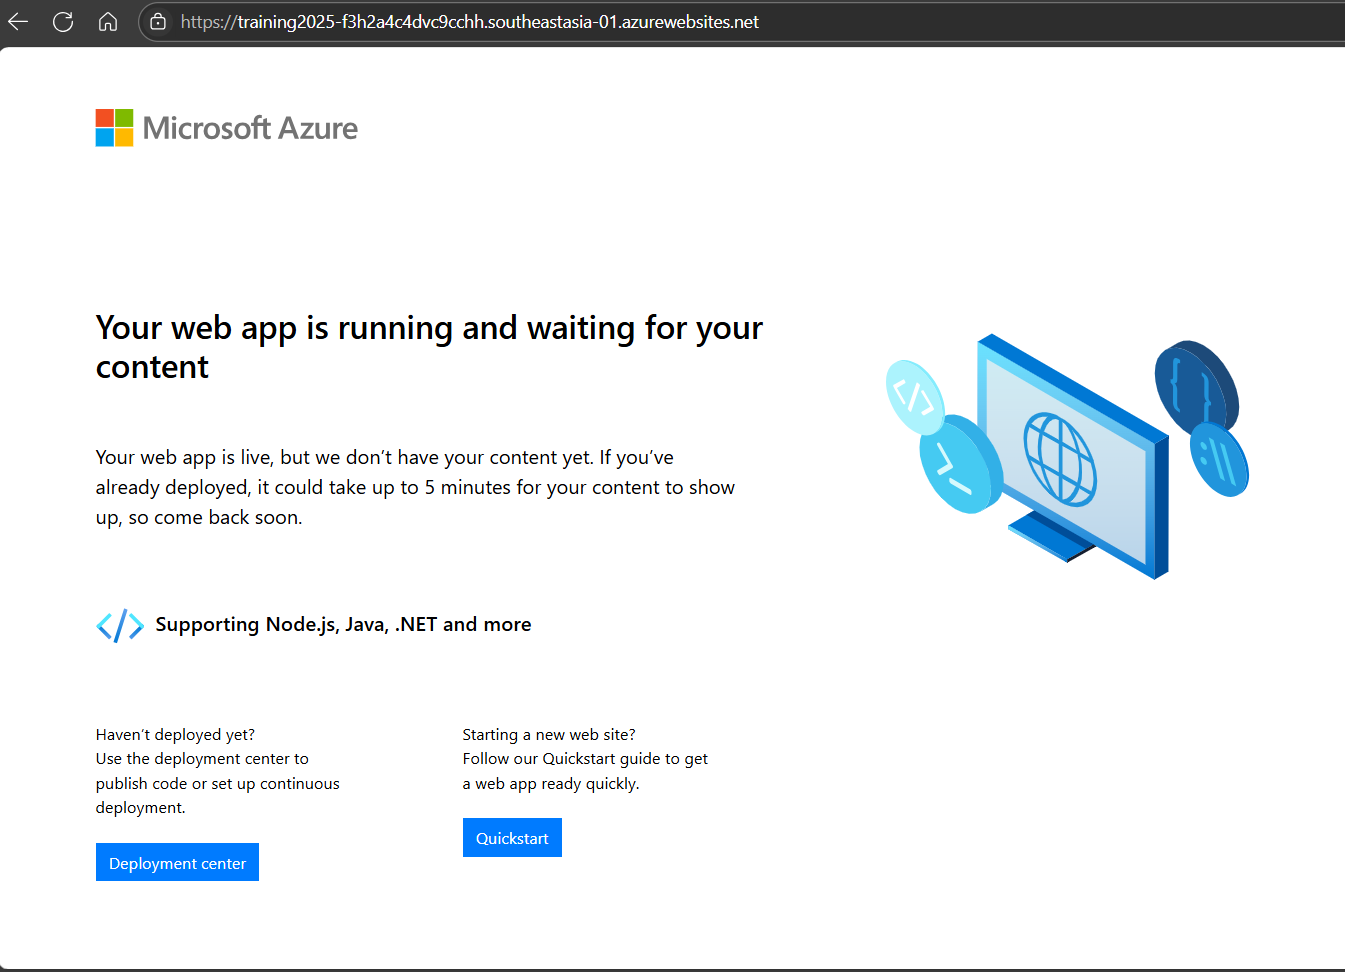 https://training2025-f3h2a4c4dvc9cchh.southeastasia-01.azurewebsites.net
Microsoft Azure
Your web app is running and waiting for your
content
Your web app is live, but we don’t have your content yet. If you’ve
already deployed, it could take up to 5 minutes for your content to show
up, so come back soon.
Supporting Node.js, Java, .NET and more
Haven’t deployed yet?
Use the deployment center to
publish code or set up continuous
deployment.
Deployment center
Starting a new web site?
Follow our Quickstart guide to get
a web app ready quickly.
Quickstart